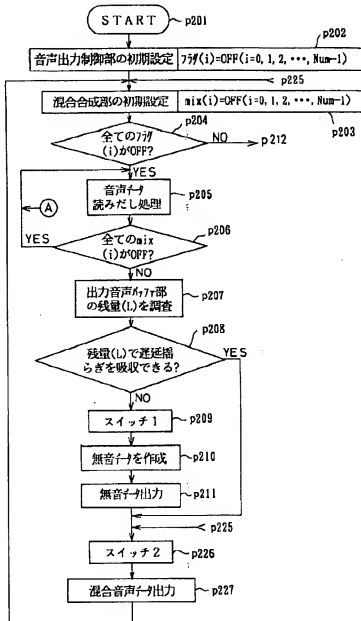 START
p201
p202
音声出力制御部の初期設定
フラグ(i)=OFF(i=0, 1, 2, ･･･, Num-1)
p225
混合合成部の初期設定
mix(i)=OFF(i=0, 1, 2, ･･･, Num-1)
p203
p204
全てのフラグ
(i)がOFF?
NO
p212
YES
p205
音声データ
読みだし処理
A
p206
YES
全てのmix
(i)がOFF?
NO
p207
出力音声バッファ部
の残量(L)を調査
p208
残量(L)で遅延揺
らぎを吸収できる?
YES
NO
スイッチ1
p209
無音データを作成
p210
無音データ出力
p211
p225
スイッチ2
p226
混合音声データ出力
p227